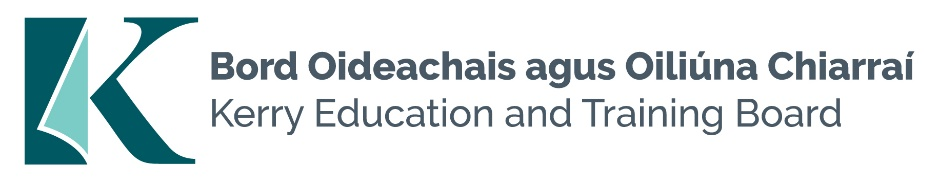 Bord Oideachais agus Oiliúna Chiarraí
Kerry Education and Training Board